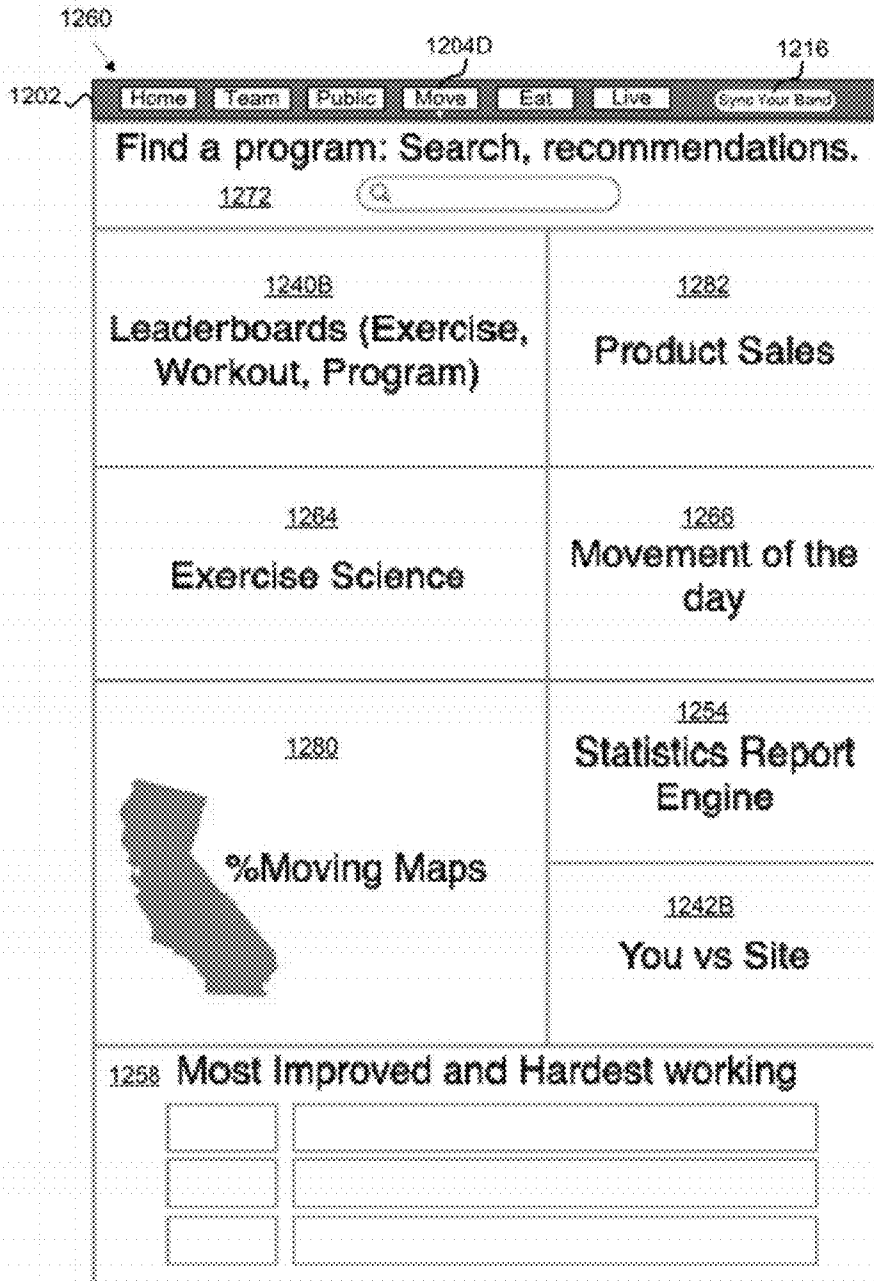 1260
1204D
1216
1202
Home Team Public Move Eat Live Sync Your Band
Find a program: Search, recommendations.
1272
1240B
Leaderboards (Exercise,
Workout, Program)
1282
Product Sales
1264
Exercise Science
1266
Movement of the
day
1280
%Moving Maps
1254
Statistics Report
Engine
1242B
You vs Site
1258 Most Improved and Hardest working